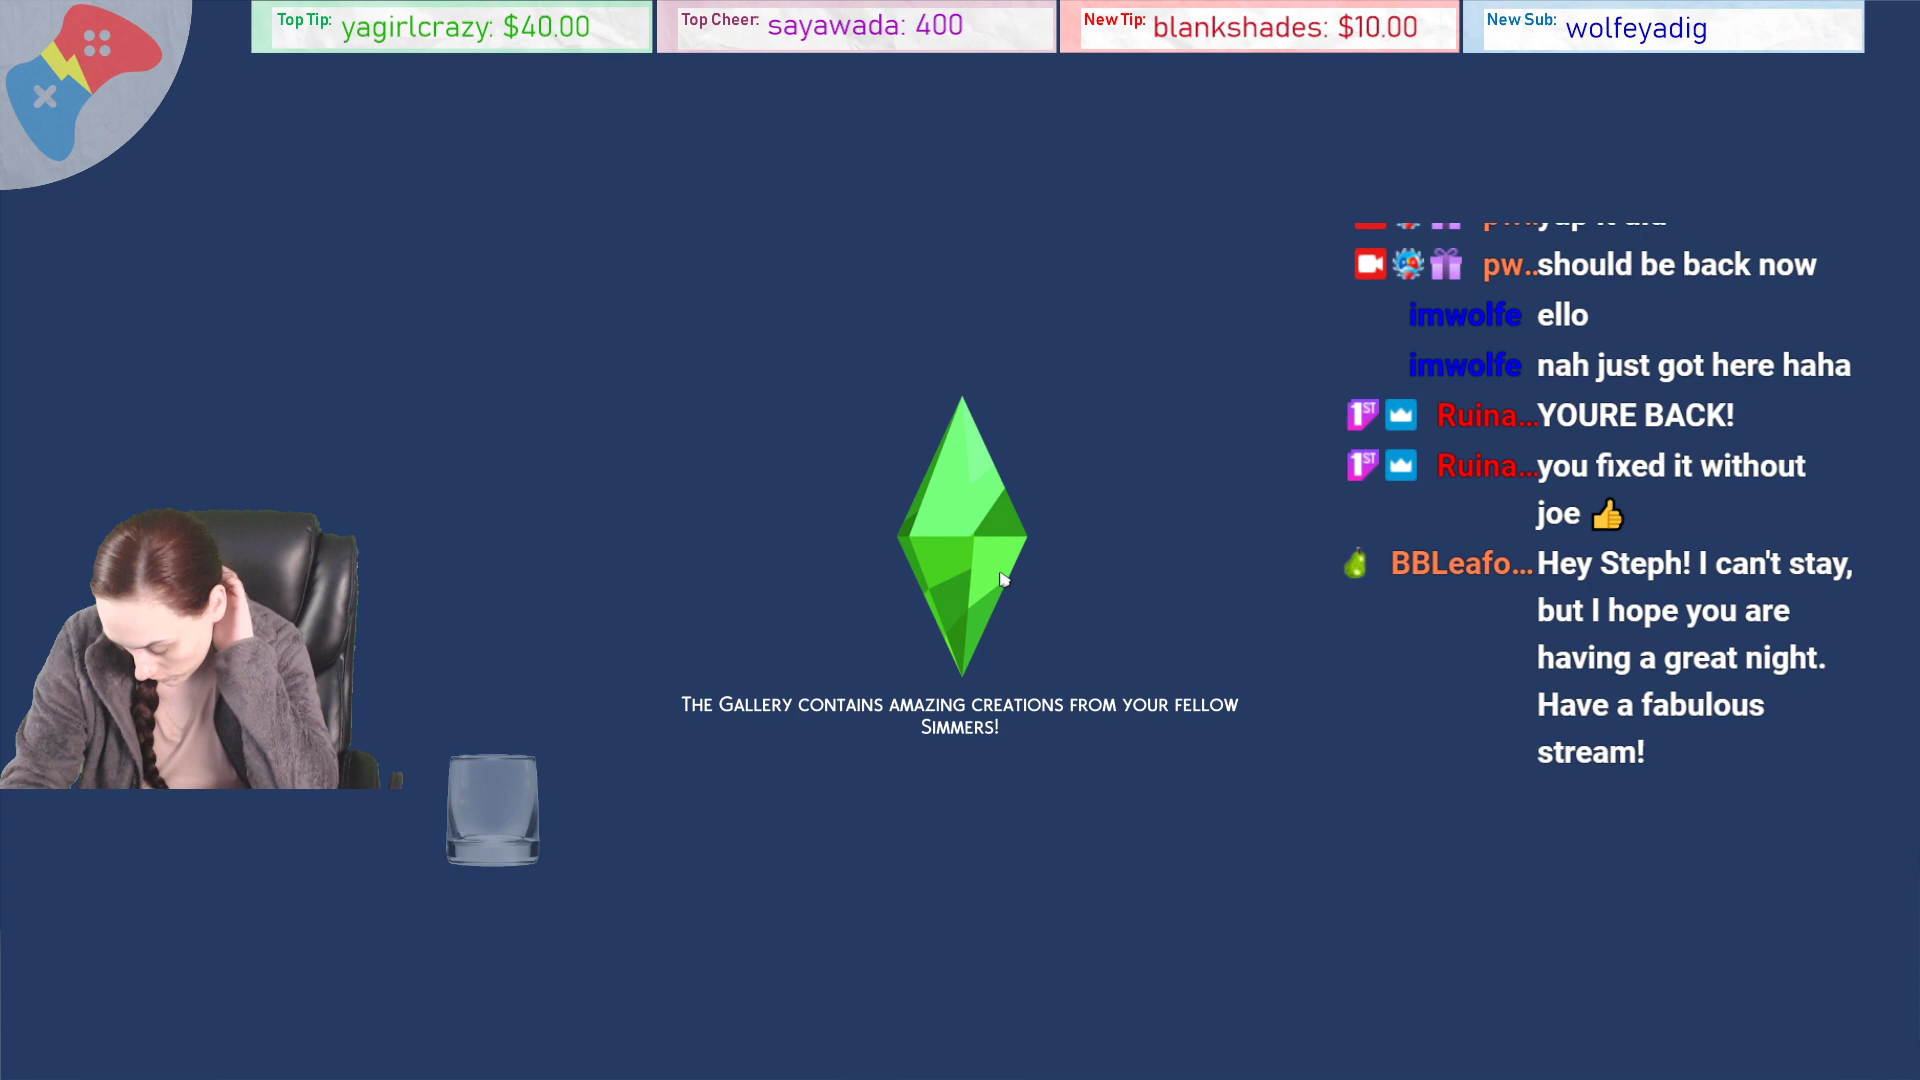 Top Tip: yagirlcrazy: $40.00
Top Cheer: sayawada: 400
New Tip: blankshades: $10.00
New Sub: wolfeyadig
pw..should be back now
imwolfe ello
imwolfe nah just got here haha
1ST Ruina...YOURE BACK!
1ST Ruina...you fixed it without
joe 👍
BBLeafo...Hey Steph! I can't stay,
but I hope you are
having a great night.
Have a fabulous
stream!
The Gallery contains amazing creations from your fellow
Simmers!